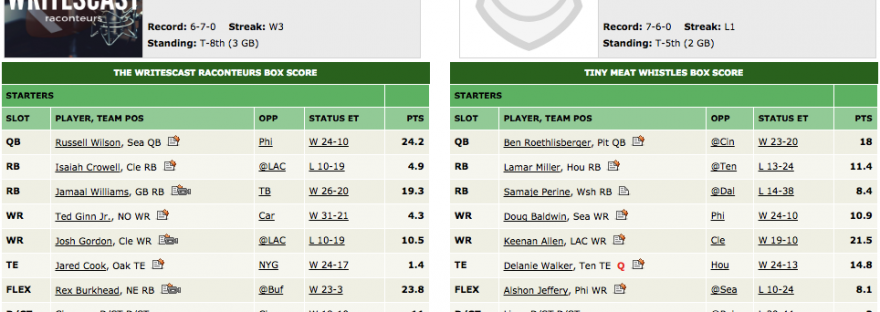 WRITESCAST
raconteurs
Record: 6-7-0 Streak: W3
Standing: T-8th (3 GB)
Record: 7-6-0 Streak: L1
Standing: T-5th (2 GB)
THE WRITESCAST RACONTEURS BOX SCORE
STARTERS
SLOT PLAYER, TEAM POS OPP STATUS ET PTS
QB Russell Wilson, Sea QB Phi W 24-10 24.2
RB Isaiah Crowell, Cle RB @LAC L 10-19 4.9
RB Jamaal Williams, GB RB TB W 26-20 19.3
WR Ted Ginn Jr., NO WR Car W 31-21 4.3
WR Josh Gordon, Cle WR @LAC L 10-19 10.5
TE Jared Cook, Oak TE NYG W 24-17 1.4
FLEX Rex Burkhead, NE RB @Buf W 23-3 23.8
TINY MEAT WHISTLES BOX SCORE
STARTERS
SLOT PLAYER, TEAM POS OPP STATUS ET PTS
QB Ben Roethlisberger, Pit QB @Cin W 23-20 18
RB Lamar Miller, Hou RB @Ten L 13-24 11.4
RB Samaje Perine, Wsh RB @Dal L 14-38 8.4
WR Doug Baldwin, Sea WR Phi W 24-10 10.9
WR Keenan Allen, LAC WR Cle W 19-10 21.5
TE Delanie Walker, Ten TE Q Hou W 24-13 14.8
FLEX Alshon Jeffery, Phi WR @Sea L 10-24 8.1